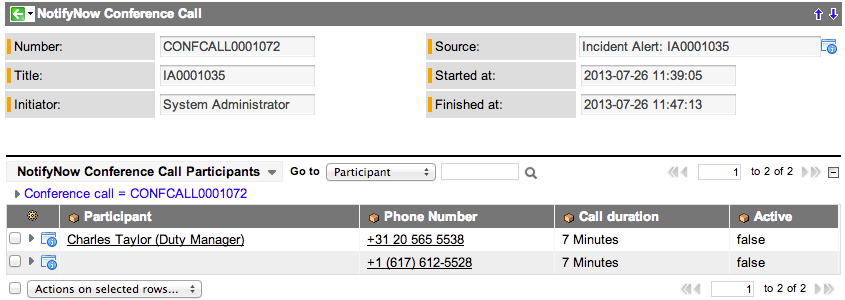 NotifyNow Conference Call
Number: CONFCALL0001072 Source: Incident Alert: IA0001035
Title: IA0001035 Started at: 2013-07-26 11:39:05
Initiator: System Administrator Finished at: 2013-07-26 11:47:13
NotifyNow Conference Call Participants Go to Participant 1 to 2 of 2
Conference call = CONFCALL0001072
Participant Phone Number Call duration Active
Charles Taylor (Duty Manager) +31 20 565 5538 7 Minutes false
+1 (617) 612-5528 7 Minutes false
Actions on selected rows... 1 to 2 of 2